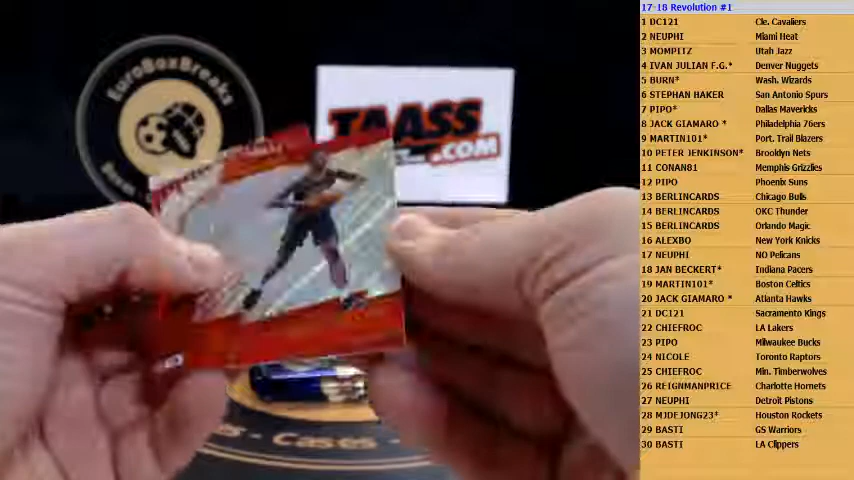 17-18 Revolution #1
1 DC121 Cle. Cavaliers
2 NEUPHI Miami Heat
3 MOMPITZ Utah Jazz
4 IVAN JULIAN F.G.* Denver Nuggets
5 BURN* Wash. Wizards
6 STEPHAN HAKER San Antonio Spurs
7 PIPO* Dallas Mavericks
8 JACK GIAMARO * Philadelphia 76ers
9 MARTIN101* Port. Trail Blazers
10 PETER JENKINSON* Brooklyn Nets
11 CONAN81 Memphis Grizzlies
12 PIPO Phoenix Suns
13 BERLINCARDS Chicago Bulls
14 BERLINCARDS OKC Thunder
15 BERLINCARDS Orlando Magic
16 ALEXBO New York Knicks
17 NEUPHI NO Pelicans
18 JAN BECKERT* Indiana Pacers
19 MARTIN101* Boston Celtics
20 JACK GIAMARO * Atlanta Hawks
21 DC121 Sacramento Kings
22 CHIEFROC LA Lakers
23 PIPO Milwaukee Bucks
24 NICOLE Toronto Raptors
25 CHIEFROC Min. Timberwolves
26 REIGNMANPRICE Charlotte Hornets
27 NEUPHI Detroit Pistons
28 MJDEJONG23* Houston Rockets
29 BASTI GS Warriors
30 BASTI LA Clippers
EuroBoxBreaks
TAASS
.COM
Cases